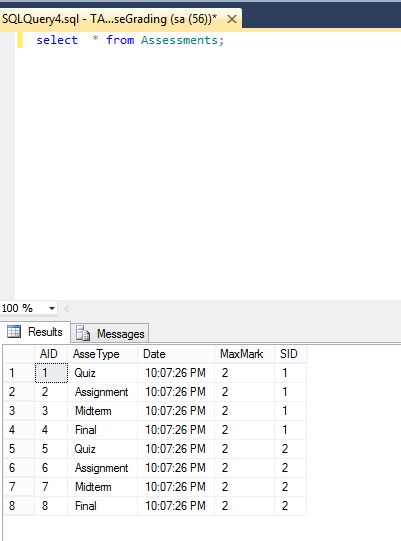 SQLQuery4.sql - TA...seGrading (sa (56))* ×
select * from Assessments;
100 %
Results Messages
AID AsseType Date MaxMark SID
1 1 Quiz 10:07:26 PM 2 1
2 2 Assignment 10:07:26 PM 2 1
3 3 Midterm 10:07:26 PM 2 1
4 4 Final 10:07:26 PM 2 1
5 5 Quiz 10:07:26 PM 2 2
6 6 Assignment 10:07:26 PM 2 2
7 7 Midterm 10:07:26 PM 2 2
8 8 Final 10:07:26 PM 2 2